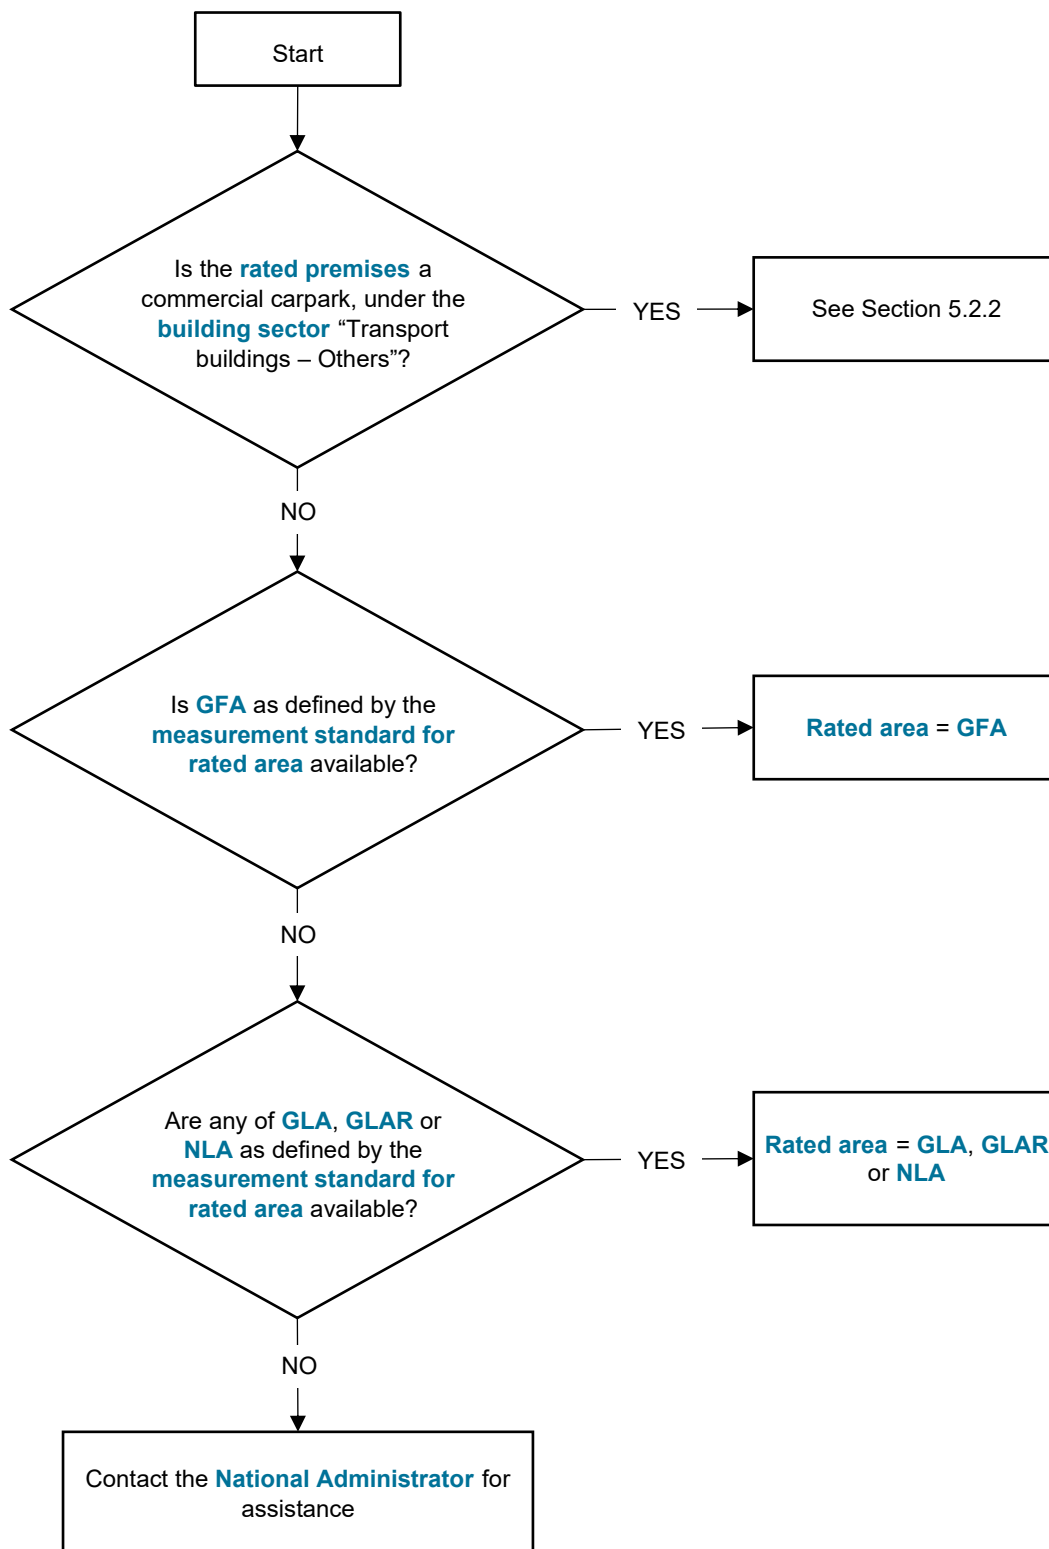 Start
Is the rated premises a
commercial carpark, under the
building sector “Transport
buildings – Others”?
YES
See Section 5.2.2
NO
Is GFA as defined by the
measurement standard for
rated area available?
YES
Rated area = GFA
NO
Are any of GLA, GLAR or
NLA as defined by the
measurement standard for
rated area available?
YES
Rated area = GLA, GLAR
or NLA
NO
Contact the National Administrator for
assistance